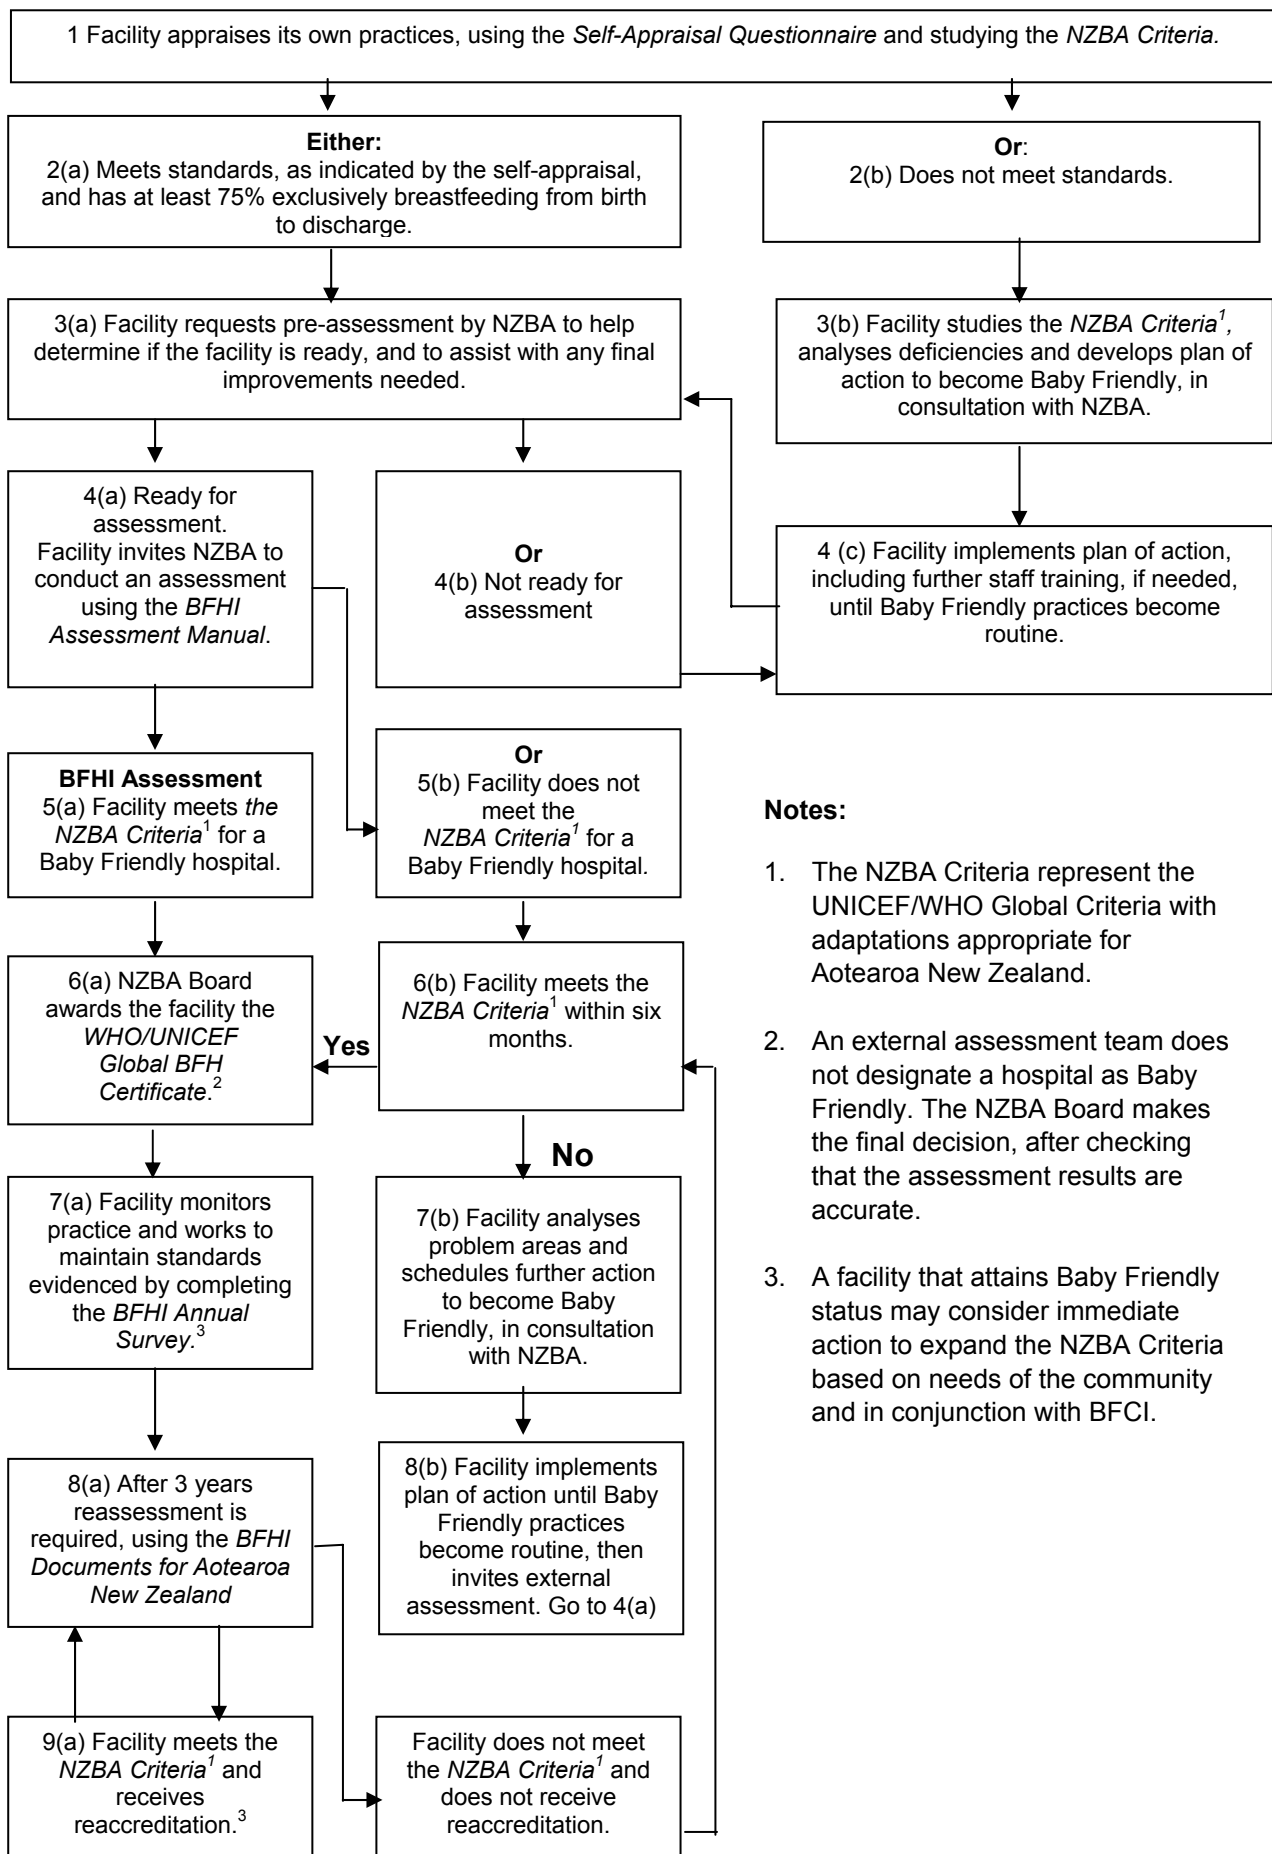 1 Facility appraises its own practices, using the Self-Appraisal Questionnaire and studying the NZBA Criteria.
Either:
2(a) Meets standards, as indicated by the self-appraisal,
and has at least 75% exclusively breastfeeding from birth
to discharge.
Or:
2(b) Does not meet standards.
3(a) Facility requests pre-assessment by NZBA to help
determine if the facility is ready, and to assist with any final
improvements needed.
3(b) Facility studies the NZBA Criteria¹,
analyses deficiencies and develops plan of
action to become Baby Friendly, in
consultation with NZBA.
4(a) Ready for
assessment.
Facility invites NZBA to
conduct an assessment
using the BFHI
Assessment Manual.
Or
4(b) Not ready for
assessment
4 (c) Facility implements plan of action,
including further staff training, if needed,
until Baby Friendly practices become
routine.
BFHI Assessment
5(a) Facility meets the
NZBA Criteria¹ for a
Baby Friendly hospital.
Or
5(b) Facility does not
meet the
NZBA Criteria¹ for a
Baby Friendly hospital.
6(a) NZBA Board
awards the facility the
WHO/UNICEF
Global BFH
Certificate.²
Yes
6(b) Facility meets the
NZBA Criteria¹ within six
months.
No
7(a) Facility monitors
practice and works to
maintain standards
evidenced by completing
the BFHI Annual
Survey.³
7(b) Facility analyses
problem areas and
schedules further action
to become Baby
Friendly, in consultation
with NZBA.
8(a) After 3 years
reassessment is
required, using the BFHI
Documents for Aotearoa
New Zealand
8(b) Facility implements
plan of action until Baby
Friendly practices
become routine, then
invites external
assessment. Go to 4(a)
9(a) Facility meets the
NZBA Criteria¹ and
receives
reaccreditation.³
Facility does not meet
the NZBA Criteria¹ and
does not receive
reaccreditation.
Notes:
1. The NZBA Criteria represent the
UNICEF/WHO Global Criteria with
adaptations appropriate for
Aotearoa New Zealand.
2. An external assessment team does
not designate a hospital as Baby
Friendly. The NZBA Board makes
the final decision, after checking
that the assessment results are
accurate.
3. A facility that attains Baby Friendly
status may consider immediate
action to expand the NZBA Criteria
based on needs of the community
and in conjunction with BFCI.